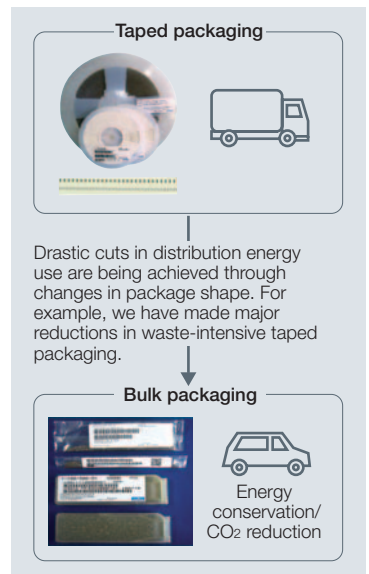 Taped packaging
Drastic cuts in distribution energy
use are being achieved through
changes in package shape. For
example, we have made major
reductions in waste-intensive taped
packaging.
Bulk packaging
Energy
conservation/
CO2 reduction